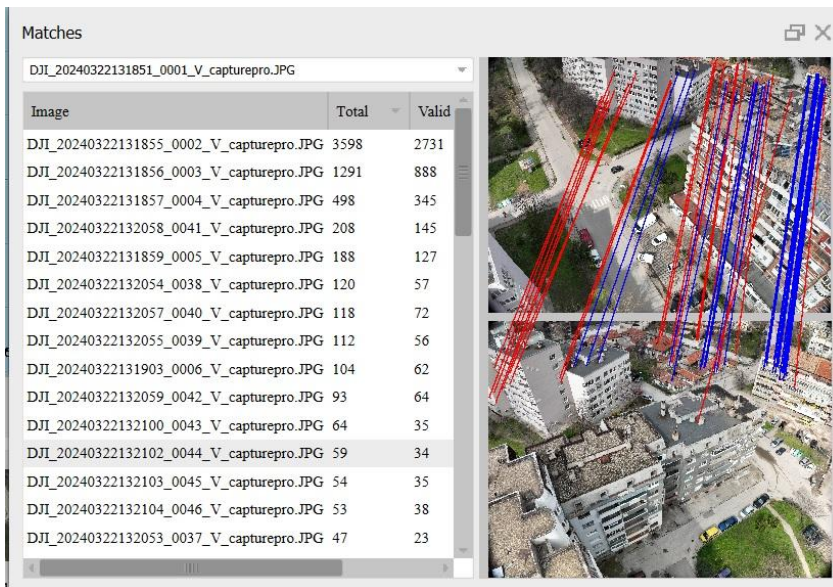 Matches
DJI_20240322131851_0001_V_capturepro.JPG
Image Total Valid
DJI_20240322131855_0002_V_capturepro.JPG 3598 2731
DJI_20240322131856_0003_V_capturepro.JPG 1291 888
DJI_20240322131857_0004_V_capturepro.JPG 498 345
DJI_20240322132058_0041_V_capturepro.JPG 208 145
DJI_20240322131859_0005_V_capturepro.JPG 188 127
DJI_20240322132054_0038_V_capturepro.JPG 120 57
DJI_20240322132057_0040_V_capturepro.JPG 118 72
DJI_20240322132055_0039_V_capturepro.JPG 112 56
DJI_20240322131903_0006_V_capturepro.JPG 104 62
DJI_20240322132059_0042_V_capturepro.JPG 93 64
DJI_20240322132100_0043_V_capturepro.JPG 64 35
DJI_20240322132102_0044_V_capturepro.JPG 59 34
DJI_20240322132103_0045_V_capturepro.JPG 54 35
DJI_20240322132104_0046_V_capturepro.JPG 53 38
DJI_20240322132053_0037_V_capturepro.JPG 47 23